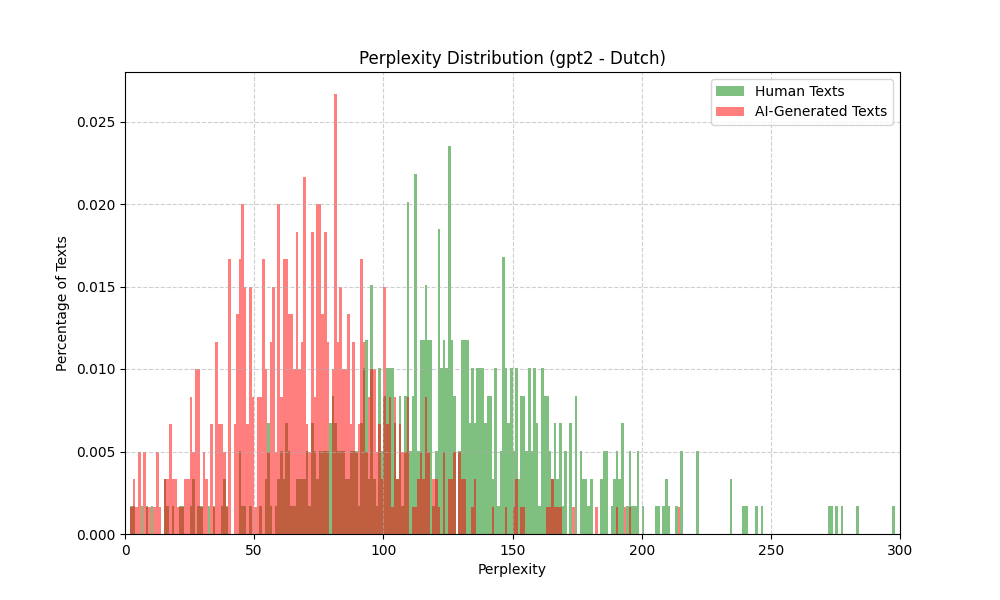 Perplexity Distribution (gpt2 - Dutch)
Human Texts
AI-Generated Texts
Percentage of Texts
0.025
0.020
0.015
0.010
0.005
0.000
0 50 100 150 200 250 300
Perplexity